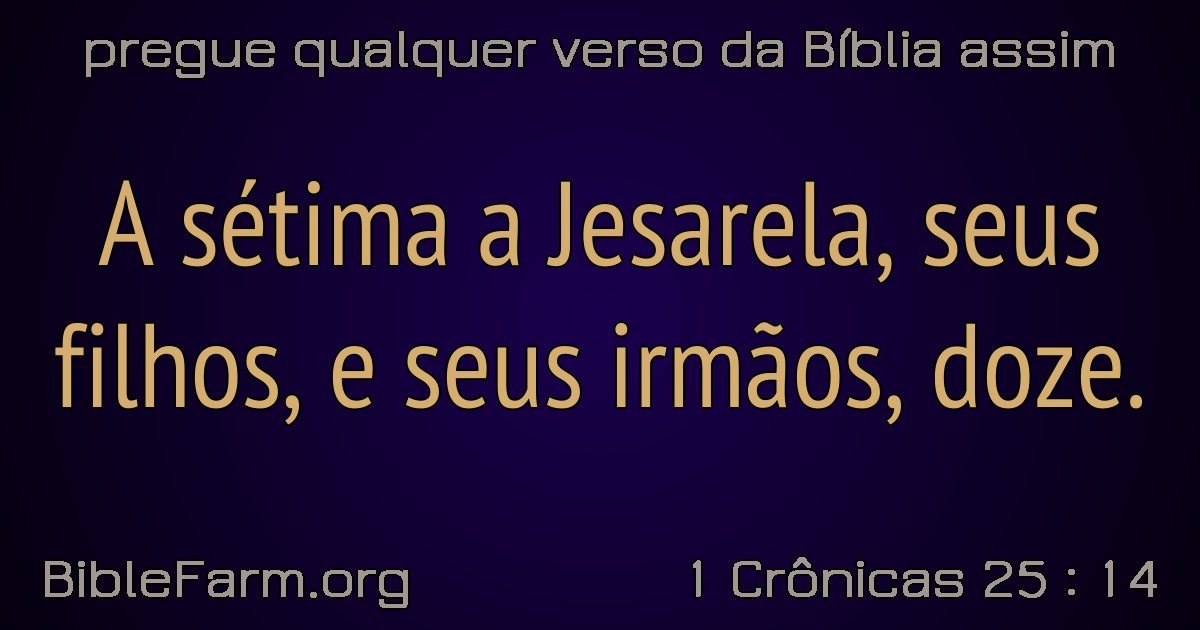 pregue qualquer verso da Bíblia assim
A sétima a Jesarela, seus
filhos, e seus irmãos, doze.
BibleFarm.org
1 Crônicas 25 : 14